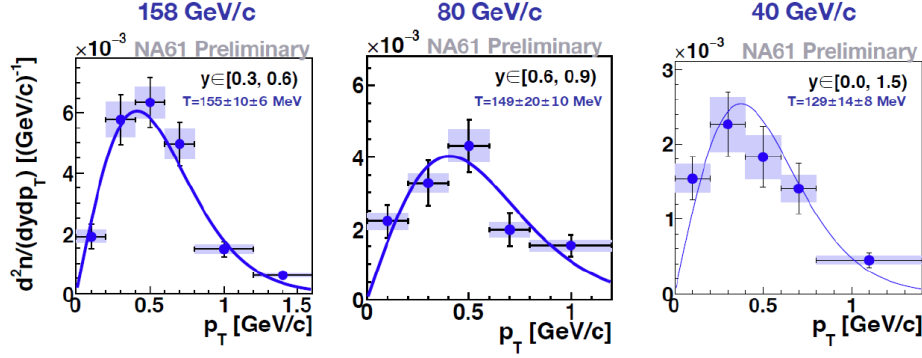 158 GeV/c
×10⁻³
NA61 Preliminary
y∈[0.3, 0.6)
T=155±10±6 MeV
d²n/(dydp_T) [(GeV/c)⁻¹]
6
4
2
0
0 0.5 1 1.5
p_T [GeV/c]
80 GeV/c
×10⁻³
NA61 Preliminary
y∈[0.6, 0.9)
T=149±20±10 MeV
6
4
2
0
0 0.5 1
p_T [GeV/c]
40 GeV/c
×10⁻³
NA61 Preliminary
y∈[0.0, 1.5)
T=129±14±8 MeV
3
2
1
0
0 0.5 1
p_T [GeV/c]